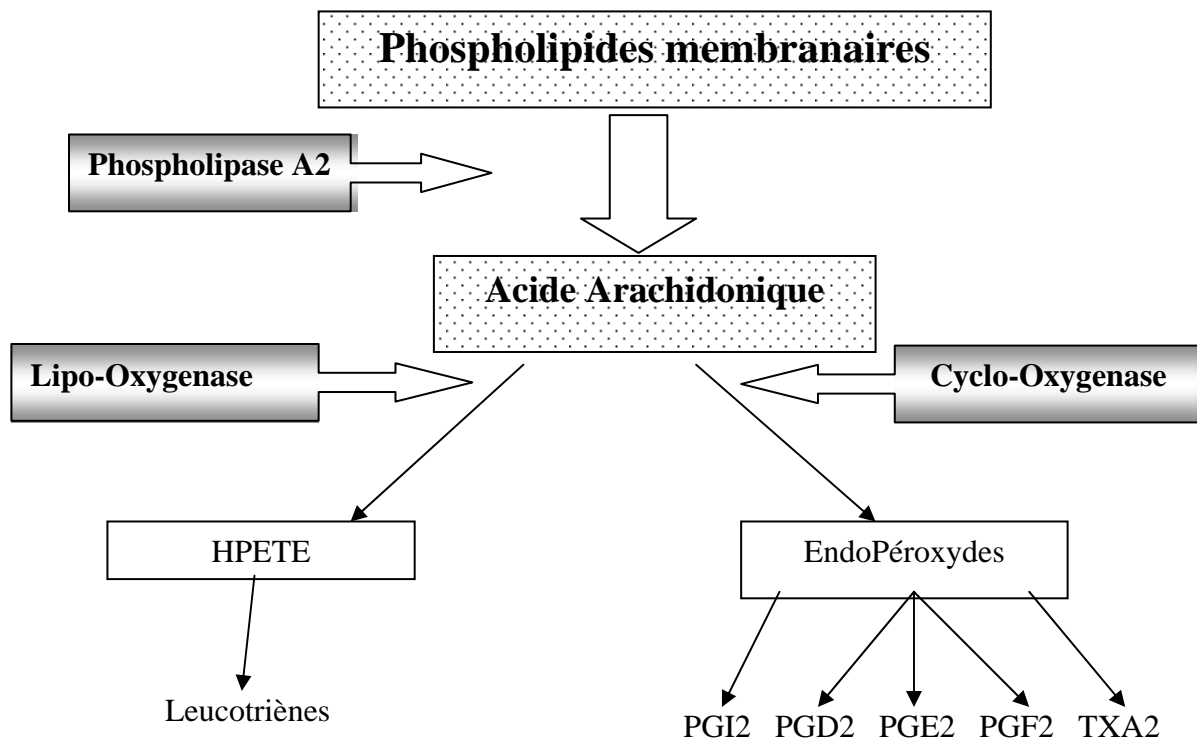 Phospholipides membranaires
Phospholipase A2
Acide Arachidonique
Lipo-Oxygenase
Cyclo-Oxygenase
HPETE
EndoPéroxydes
Leucotriènes
PGI2 PGD2 PGE2 PGF2 TXA2